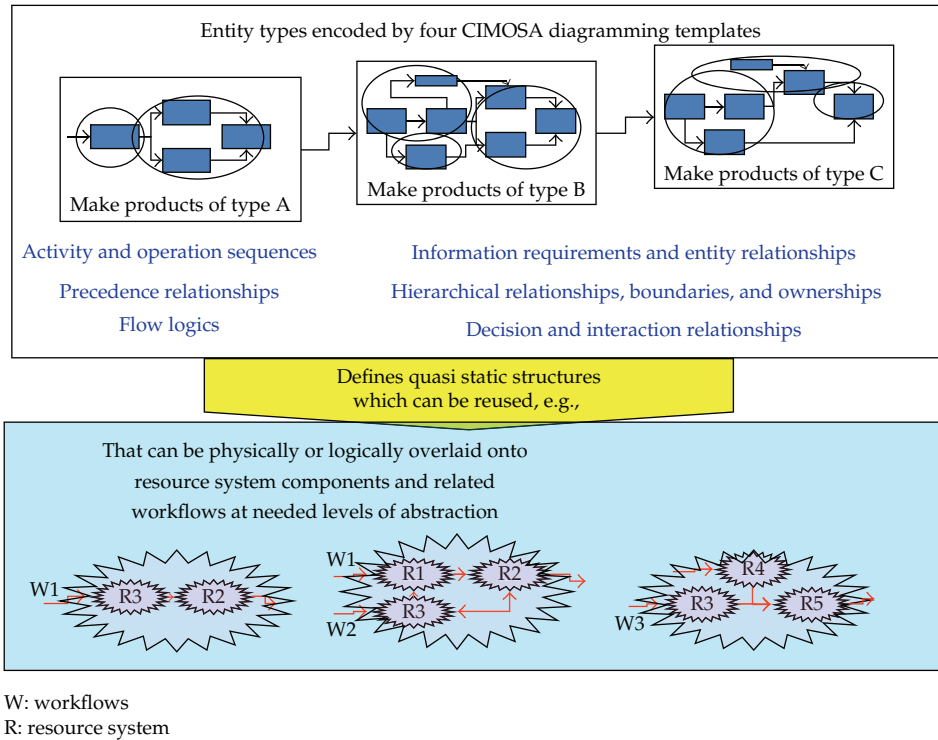 Entity types encoded by four CIMOSA diagramming templates
Make products of type A
Make products of type B
Make products of type C
Activity and operation sequences
Precedence relationships
Flow logics
Information requirements and entity relationships
Hierarchical relationships, boundaries, and ownerships
Decision and interaction relationships
Defines quasi static structures
which can be reused, e.g.,
That can be physically or logically overlaid onto
resource system components and related
workflows at needed levels of abstraction
W1
R3
R2
W1
R1
R2
R3
W2
R4
R3
R5
W3
W: workflows
R: resource system